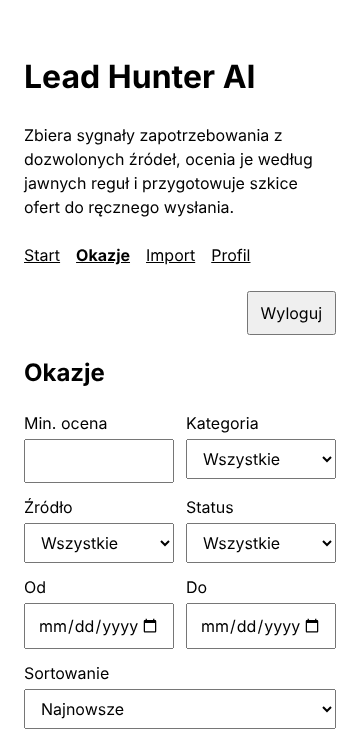 Lead Hunter AI
Zbiera sygnały zapotrzebowania z
dozwolonych źródeł, ocenia je według
jawnych reguł i przygotowuje szkice
ofert do ręcznego wysłania.
Start Okazje Import Profil
Wyloguj
Okazje
Min. ocena Kategoria
Wszystkie
Źródło Status
Wszystkie Wszystkie
Od Do
mm/dd/yyyy mm/dd/yyyy
Sortowanie
Najnowsze